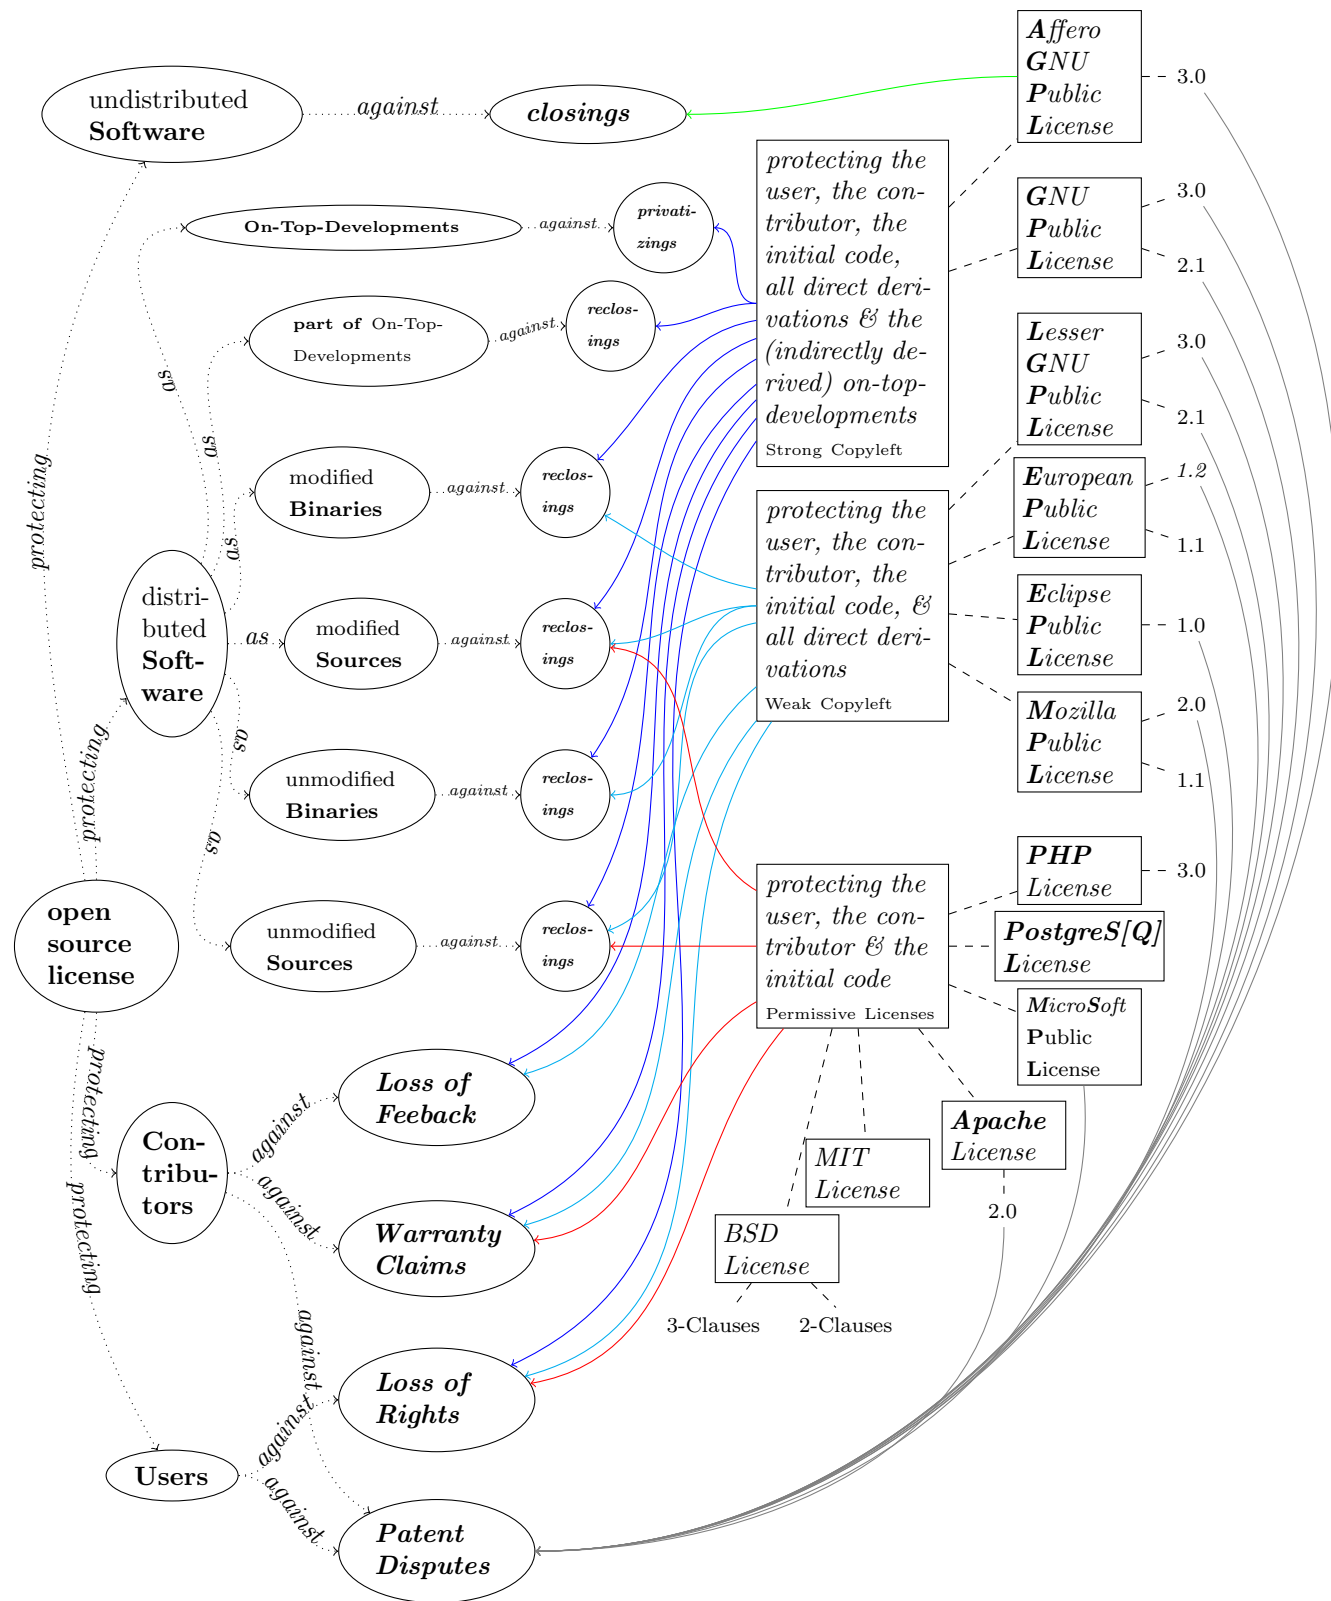 undistributed
Software
against
closings
Affero
GNU
Public
License
3.0
On-Top-Developments
against
privati-
zings
protecting the
user, the con-
tributor, the
initial code,
all direct deri-
vations & the
(indirectly de-
rived) on-top-
developments
Strong Copyleft
GNU
Public
License
3.0
2.1
part of On-Top-
Developments
against
reclos-
ings
Lesser
GNU
Public
License
3.0
2.1
as
as
as
as
as
as
protecting
modified
Binaries
against
reclos-
ings
European
Public
License
1.2
1.1
protecting the
user, the con-
tributor, the
initial code, &
all direct deri-
vations
Weak Copyleft
distri-
buted
Soft-
ware
modified
Sources
against
reclos-
ings
Eclipse
Public
License
1.0
Mozilla
Public
License
2.0
1.1
protecting
unmodified
Binaries
against
reclos-
ings
PHP
License
3.0
open
source
license
unmodified
Sources
against
reclos-
ings
protecting the
user, the con-
tributor & the
initial code
Permissive Licenses
PostgreS[Q]
License
MicroSoft
Public
License
protecting
protecting
Con-
tribu-
tors
against
against
against
Loss of
Feeback
Apache
License
2.0
MIT
License
Warranty
Claims
BSD
License
3-Clauses
2-Clauses
Users
against
against
Loss of
Rights
Patent
Disputes